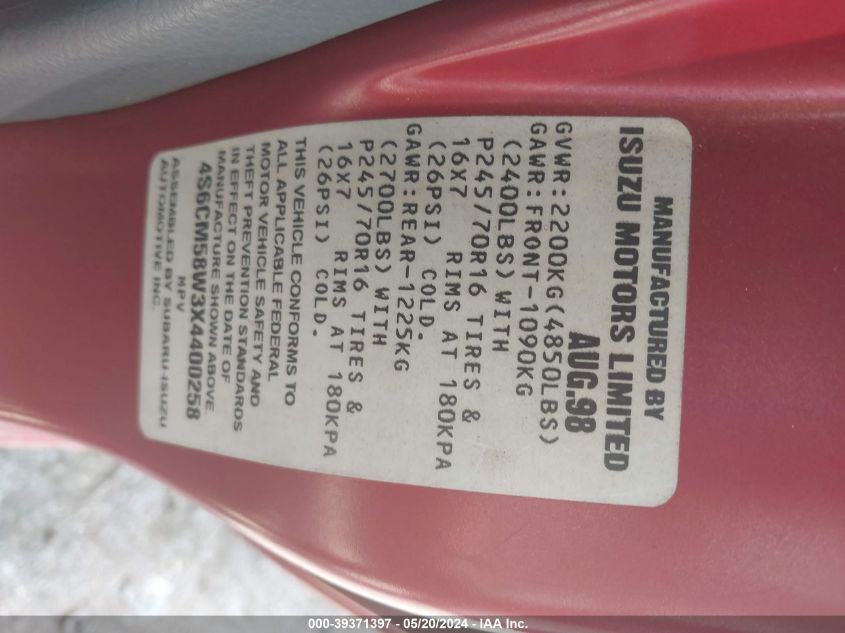 MANUFACTURED BY
ISUZU MOTORS LIMITED
AUG.98
GVWR:2200KG(4850LBS)
GAWR:FRONT-1090KG
(2400LBS)WITH
P245/70R16 TIRES &
16X7 RIMS AT 180KPA
(26PSI) COLD.
GAWR:REAR-1225KG
(2700LBS)WITH
P245/70R16 TIRES &
16X7 RIMS AT 180KPA
(26PSI) COLD.
THIS VEHICLE CONFORMS TO
ALL APPLICABLE FEDERAL
MOTOR VEHICLE SAFETY AND
THEFT PREVENTION STANDARDS
IN EFFECT ON THE DATE OF
MANUFACTURE SHOWN ABOVE.
4S6CM58W3X4400258
MPV
ASSEMBLED BY SUBARU-ISUZU
AUTOMOTIVE INC.
000-39371397 - 05/20/2024 - IAA Inc.